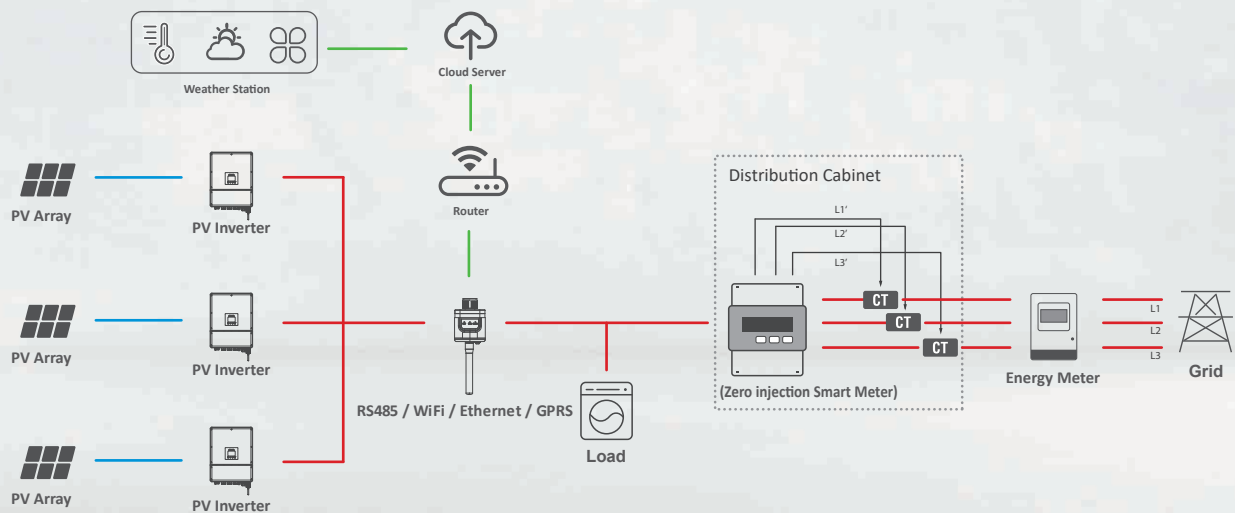 Weather Station
Cloud Server
Router
PV Array
PV Inverter
PV Array
PV Inverter
PV Array
PV Inverter
RS485 / WiFi / Ethernet / GPRS
Load
Distribution Cabinet
L1'
L2'
L3'
CT
CT
CT
(Zero injection Smart Meter)
Energy Meter
L1
L2
L3
Grid